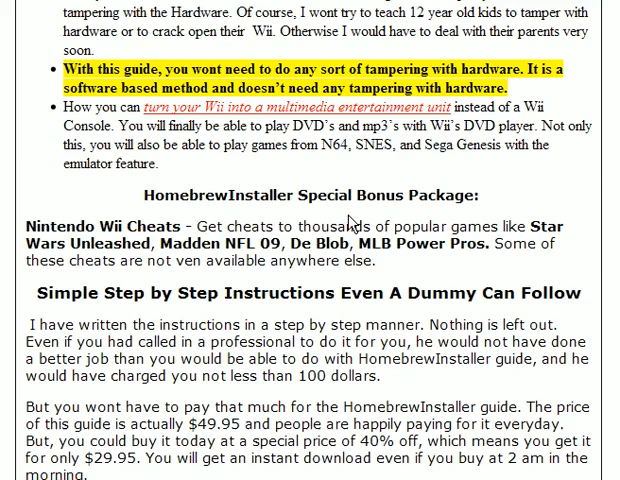 tampering with the Hardware. Of course, I wont try to teach 12 year old kids to tamper with
hardware or to crack open their Wii. Otherwise I would have to deal with their parents very
soon.
• With this guide, you wont need to do any sort of tampering with hardware. It is a
software based method and doesn't need any tampering with hardware.
• How you can turn your Wii into a multimedia entertainment unit instead of a Wii
Console. You will finally be able to play DVD's and mp3's with Wii's DVD player. Not only
this, you will also be able to play games from N64, SNES, and Sega Genesis with the
emulator feature.
HomebrewInstaller Special Bonus Package:
Nintendo Wii Cheats - Get cheats to thousands of popular games like Star
Wars Unleashed, Madden NFL 09, De Blob, MLB Power Pros. Some of
these cheats are not ven available anywhere else.
Simple Step by Step Instructions Even A Dummy Can Follow
I have written the instructions in a step by step manner. Nothing is left out.
Even if you had called in a professional to do it for you, he would not have done
a better job than you would be able to do with HomebrewInstaller guide, and he
would have charged you not less than 100 dollars.
But you wont have to pay that much for the HomebrewInstaller guide. The price
of this guide is actually $49.95 and people are happily paying for it everyday.
But, you could buy it today at a special price of 40% off, which means you get it
for only $29.95. You will get an instant download even if you buy at 2 am in the
morning.